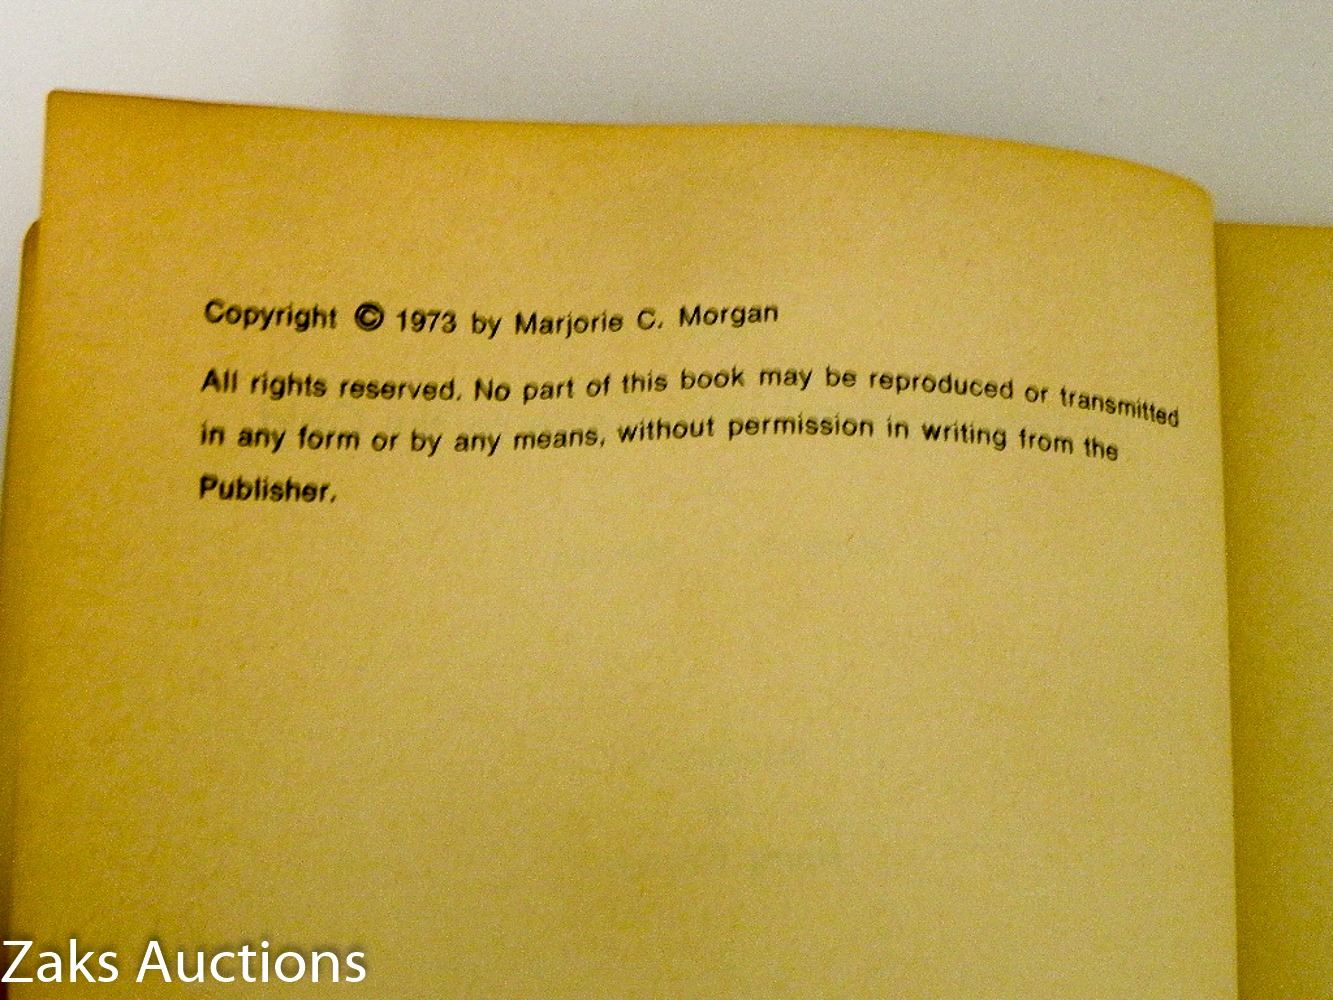 Copyright © 1973 by Marjorie C. Morgan
All rights reserved. No part of this book may be reproduced or transmitted
in any form or by any means, without permission in writing from the
Publisher.
Zaks Auctions